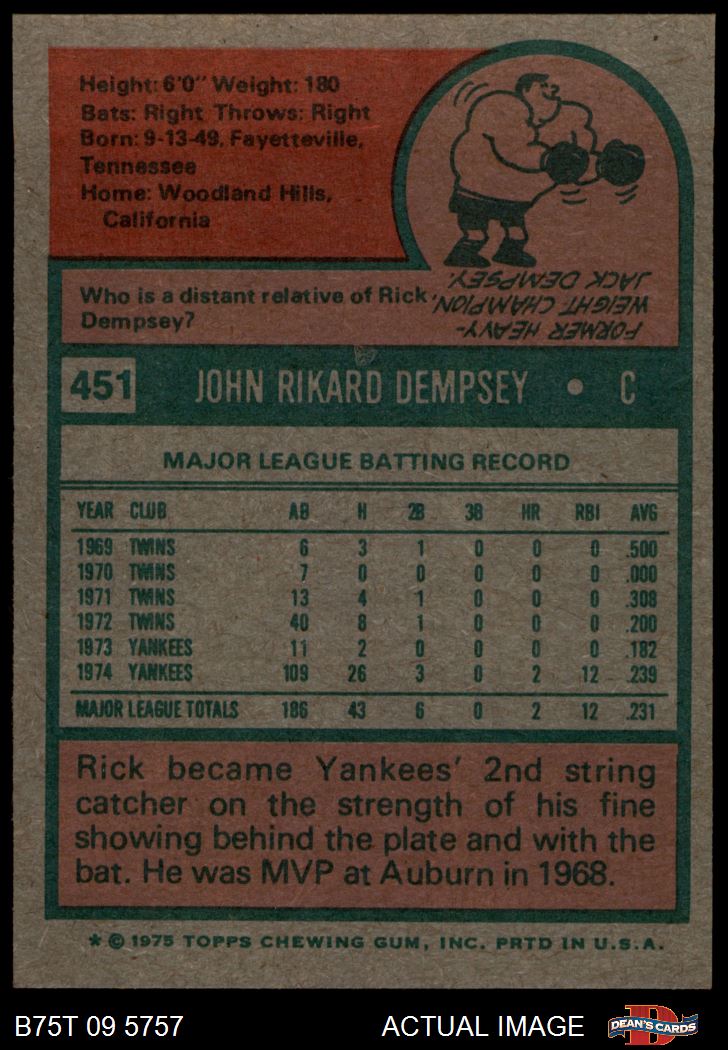 Height: 6'0" Weight: 180
Bats: Right Throws: Right
Born: 9-13-49, Fayetteville,
Tennessee
Home: Woodland Hills,
California
Who is a distant relative of Rick
Dempsey?
FORMER HEAVY-
WEIGHT CHAMPION,
JACK DEMPSEY.
451 JOHN RIKARD DEMPSEY • C
MAJOR LEAGUE BATTING RECORD
YEAR CLUB AB H 2B 3B HR RBI AVG
1969 TWINS 6 3 1 0 0 0 .500
1970 TWINS 7 0 0 0 0 0 .000
1971 TWINS 13 4 1 0 0 0 .308
1972 TWINS 40 8 1 0 0 0 .200
1973 YANKEES 11 2 0 0 0 0 .182
1974 YANKEES 109 26 3 0 2 12 .239
MAJOR LEAGUE TOTALS 186 43 6 0 2 12 .231
Rick became Yankees' 2nd string
catcher on the strength of his fine
showing behind the plate and with the
bat. He was MVP at Auburn in 1968.
* © 1975 TOPPS CHEWING GUM, INC. PRTD IN U.S.A.
B75T 09 5757 ACTUAL IMAGE DEAN'S CARDS